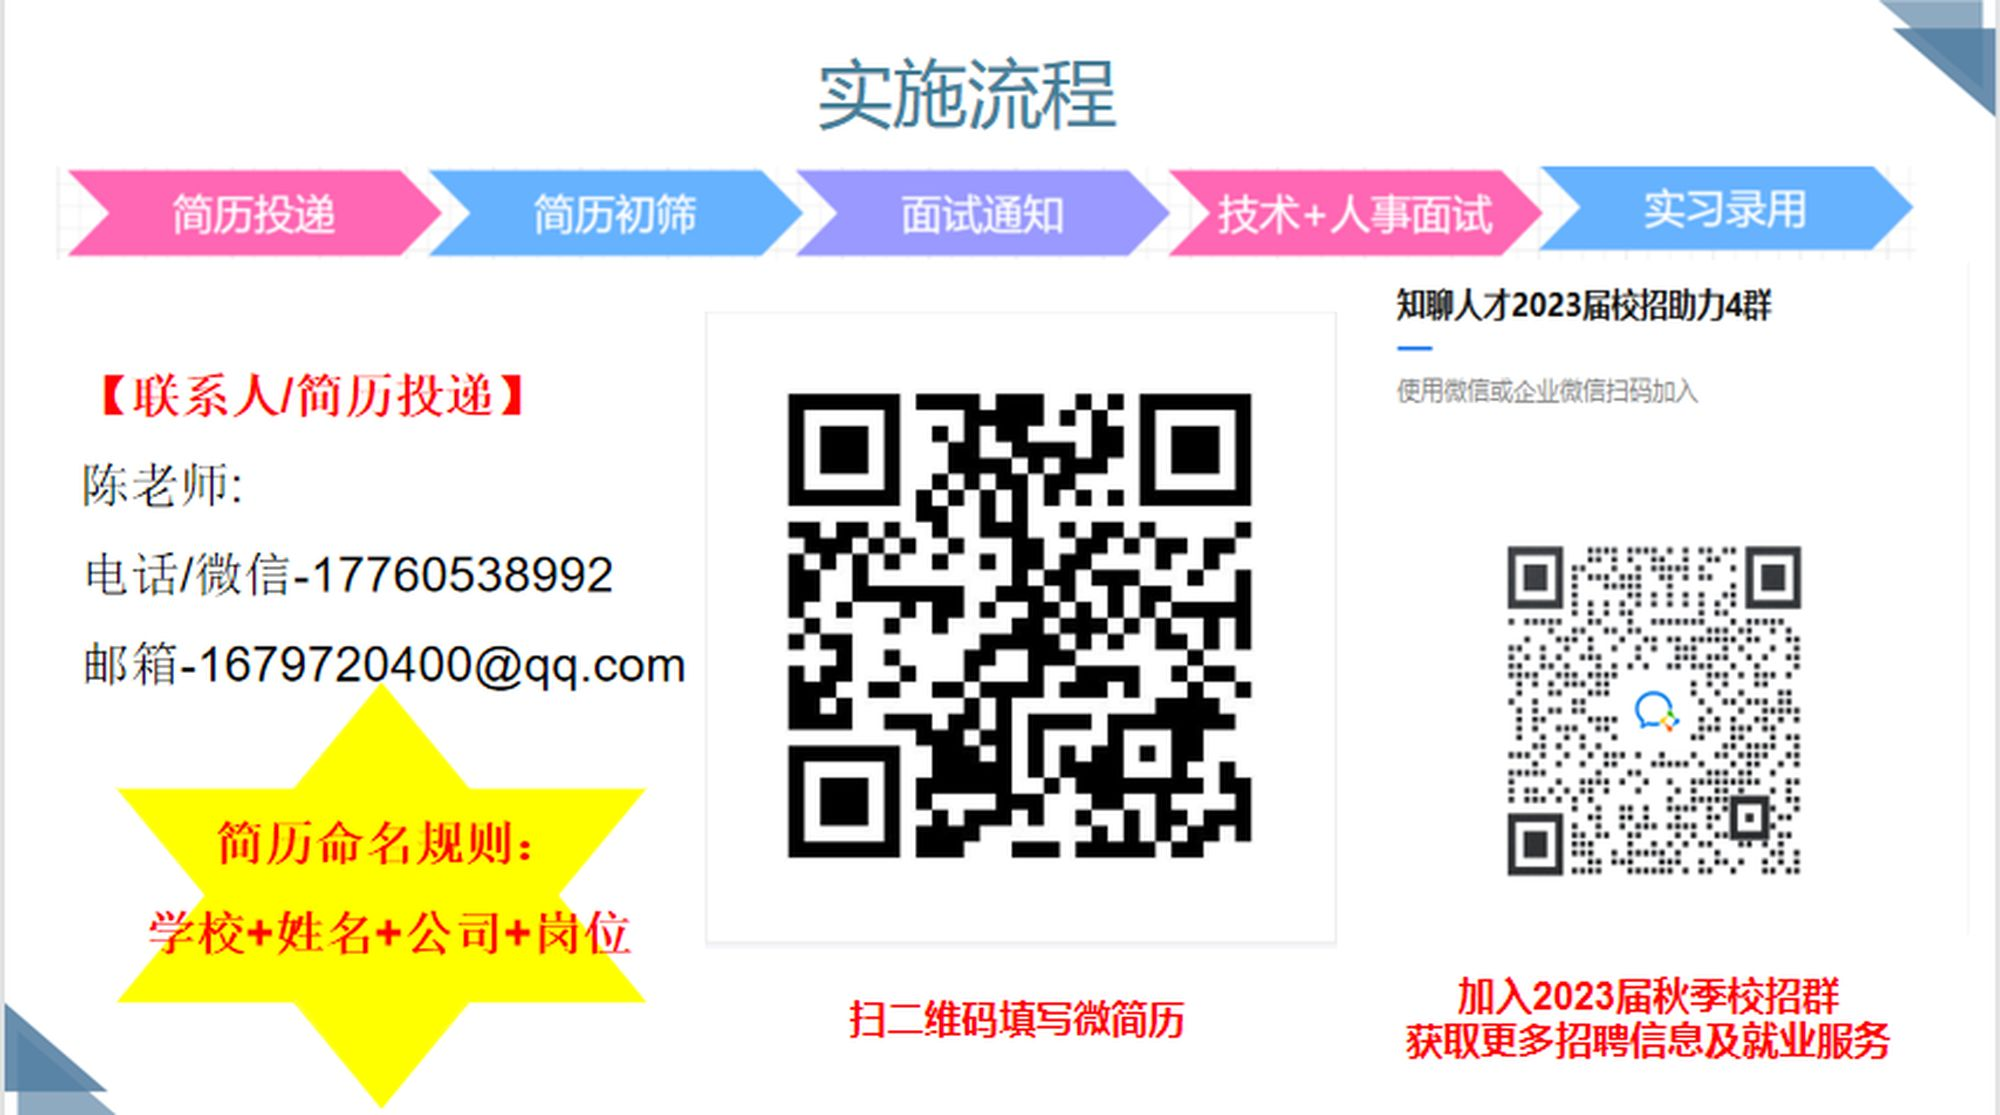 实施流程
简历投递
简历初筛
面试通知
技术+人事面试
实习录用
【联系人/简历投递】
陈老师:
电话/微信-17760538992
邮箱-1679720400@qq.com
简历命名规则：
学校+姓名+公司+岗位
扫二维码填写微简历
知聊人才2023届校招助力4群
使用微信或企业微信扫码加入
加入2023届秋季校招群
获取更多招聘信息及就业服务